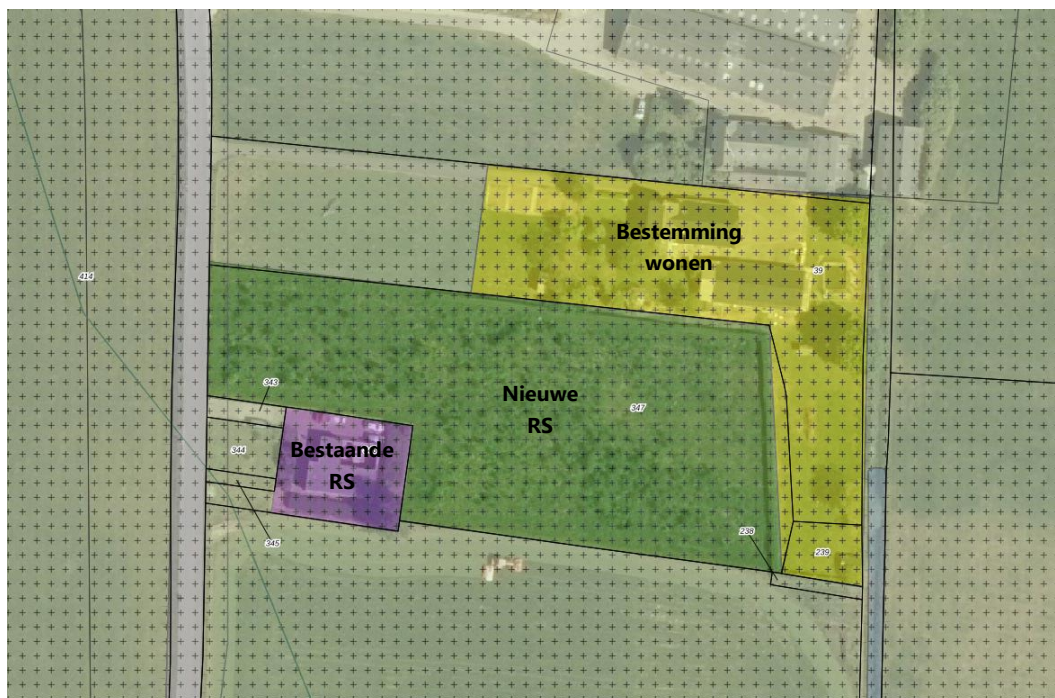 Bestemming
wonen
39
414
343
Nieuwe
RS
347
344
Bestaande
RS
345
238
239